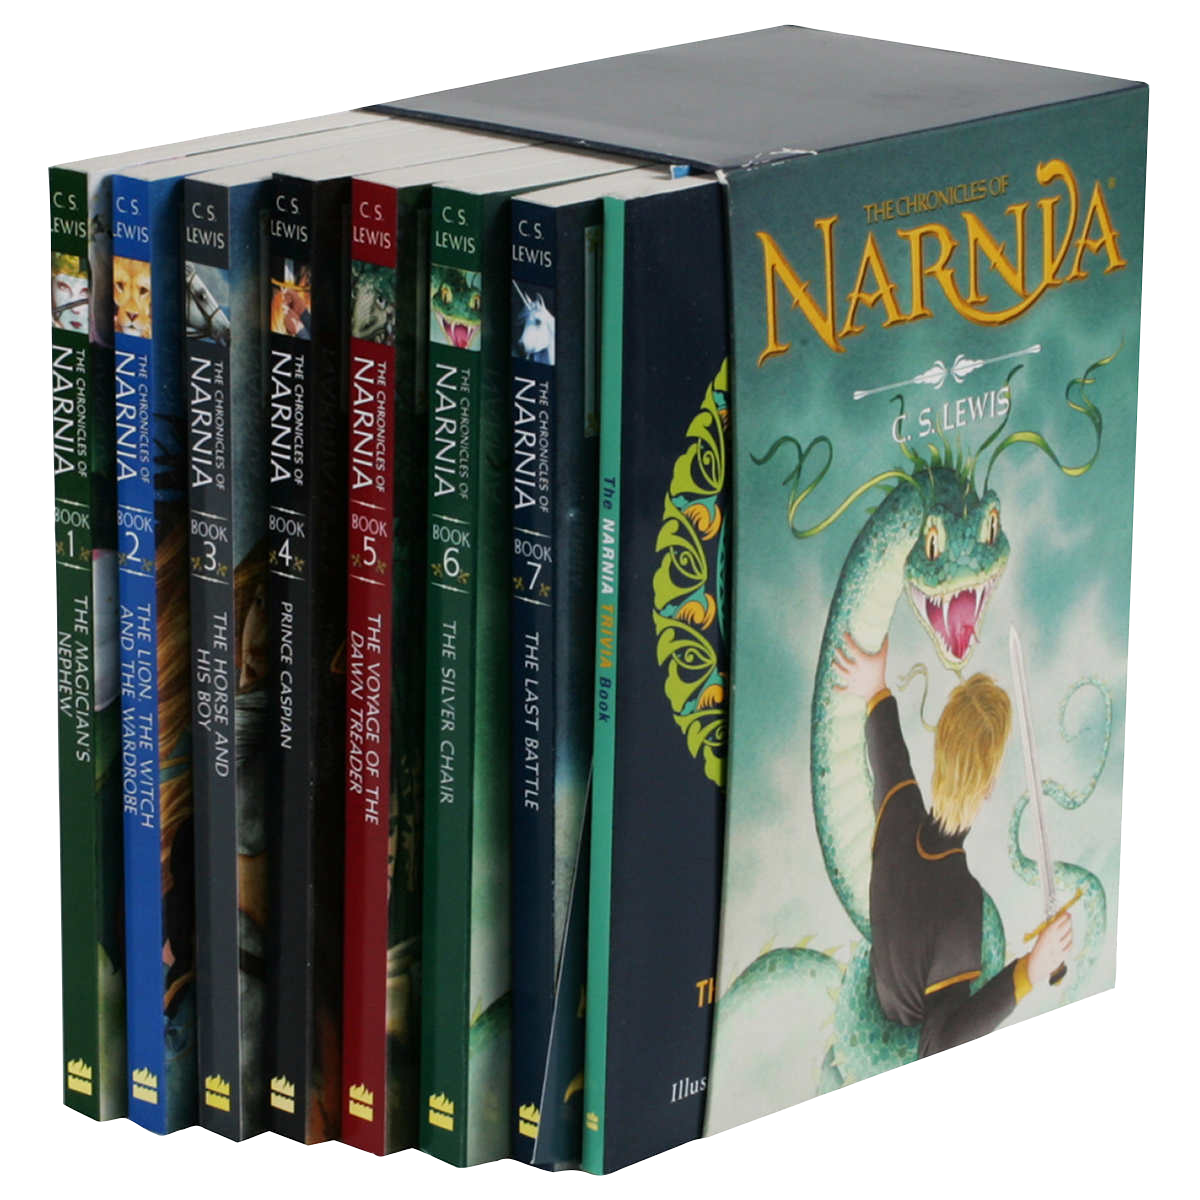 C. S.
LEWIS
THE CHRONICLES OF
NARNIA
BOOK
1
THE MAGICIAN'S
NEPHEW
C. S.
LEWIS
THE CHRONICLES OF
NARNIA
BOOK
2
THE LION, THE WITCH
AND THE WARDROBE
C. S.
LEWIS
THE CHRONICLES OF
NARNIA
BOOK
3
THE HORSE AND
HIS BOY
C. S.
LEWIS
THE CHRONICLES OF
NARNIA
BOOK
4
PRINCE CASPIAN
C. S.
LEWIS
THE CHRONICLES OF
NARNIA
BOOK
5
THE VOYAGE OF THE
DAWN TREADER
C. S.
LEWIS
THE CHRONICLES OF
NARNIA
BOOK
6
THE SILVER CHAIR
C. S.
LEWIS
THE CHRONICLES OF
NARNIA
BOOK
7
THE LAST BATTLE
The NARNIA TRIVIA Book
TH
Illus
THE CHRONICLES OF
NARNIA®
C. S. LEWIS